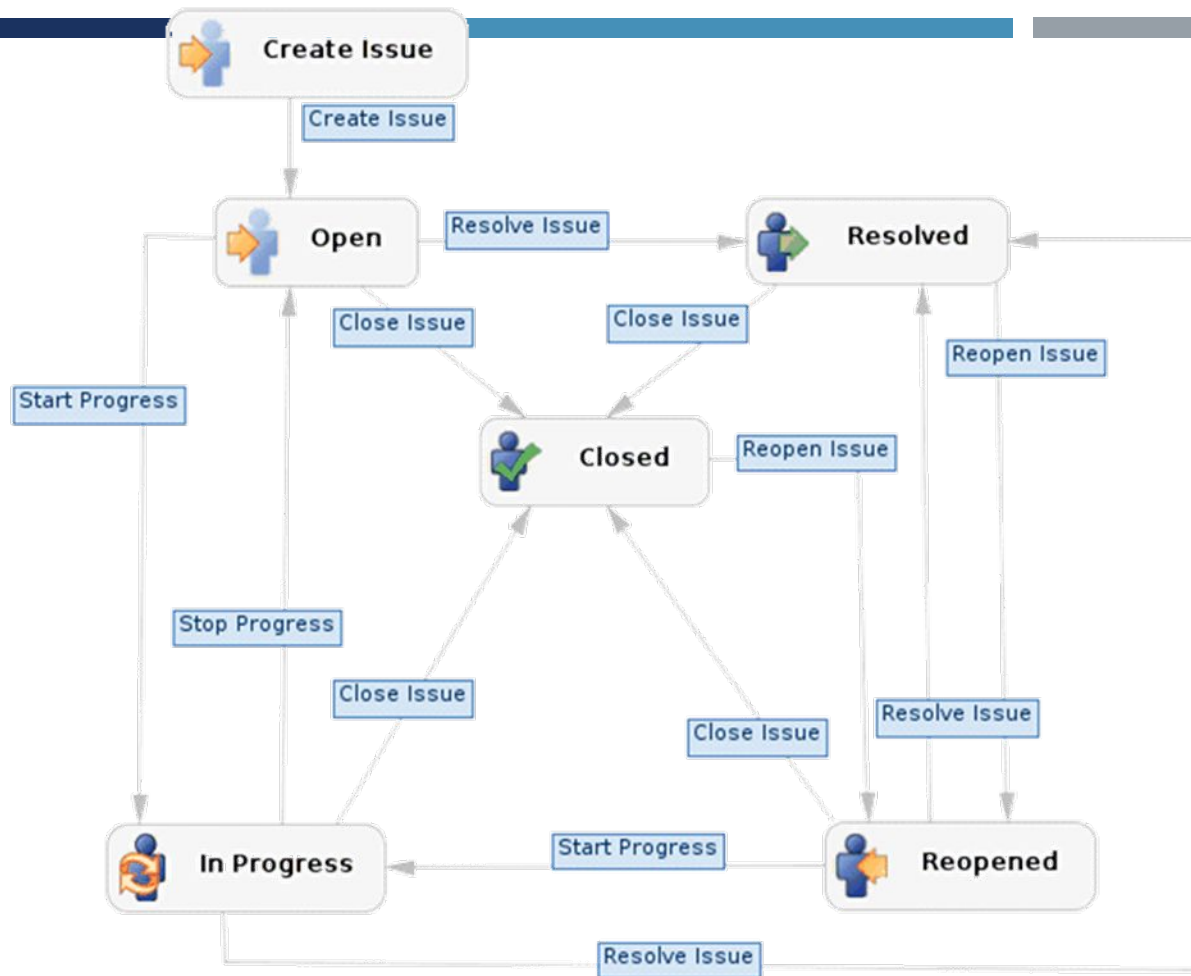 Create Issue
Create Issue
Open
Resolve Issue
Resolved
Close Issue
Close Issue
Reopen Issue
Start Progress
Closed
Reopen Issue
Stop Progress
Close Issue
Close Issue
Resolve Issue
In Progress
Start Progress
Reopened
Resolve Issue